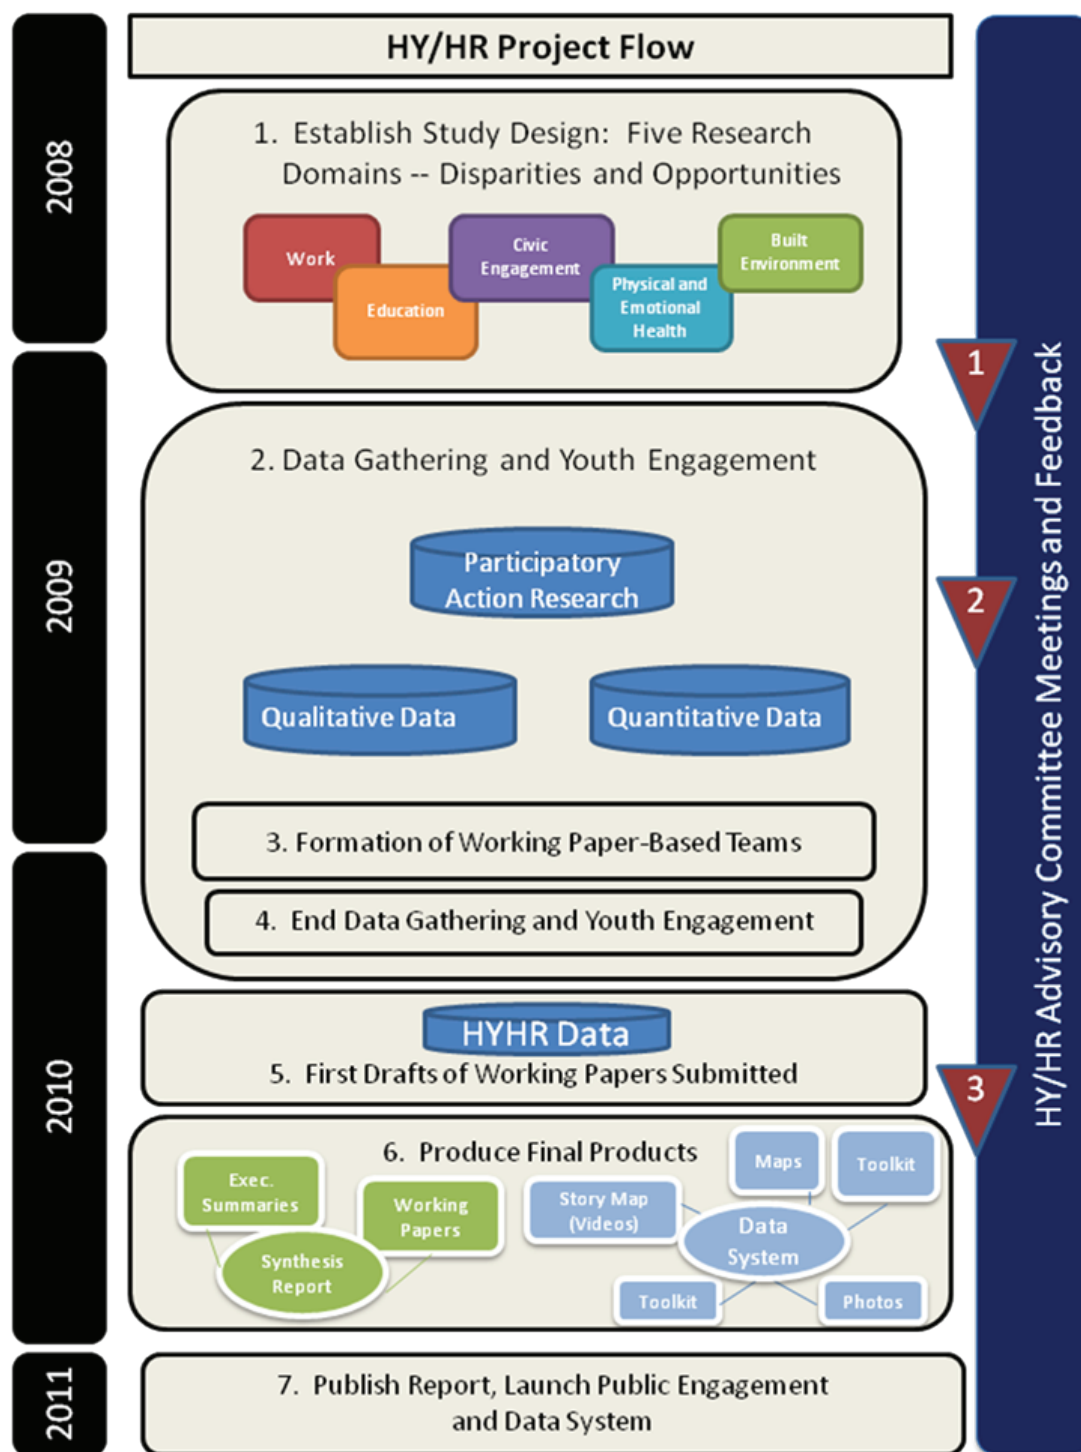 HY/HR Project Flow
2008
1. Establish Study Design: Five Research
Domains -- Disparities and Opportunities
Work
Education
Civic
Engagement
Physical and
Emotional
Health
Built
Environment
1
2009
2. Data Gathering and Youth Engagement
Participatory
Action Research
Qualitative Data
Quantitative Data
2
3. Formation of Working Paper-Based Teams
4. End Data Gathering and Youth Engagement
HY/HR Advisory Committee Meetings and Feedback
2010
HYHR Data
5. First Drafts of Working Papers Submitted
3
6. Produce Final Products
Exec.
Summaries
Working
Papers
Synthesis
Report
Story Map
(Videos)
Maps
Toolkit
Data
System
Toolkit
Photos
2011
7. Publish Report, Launch Public Engagement
and Data System